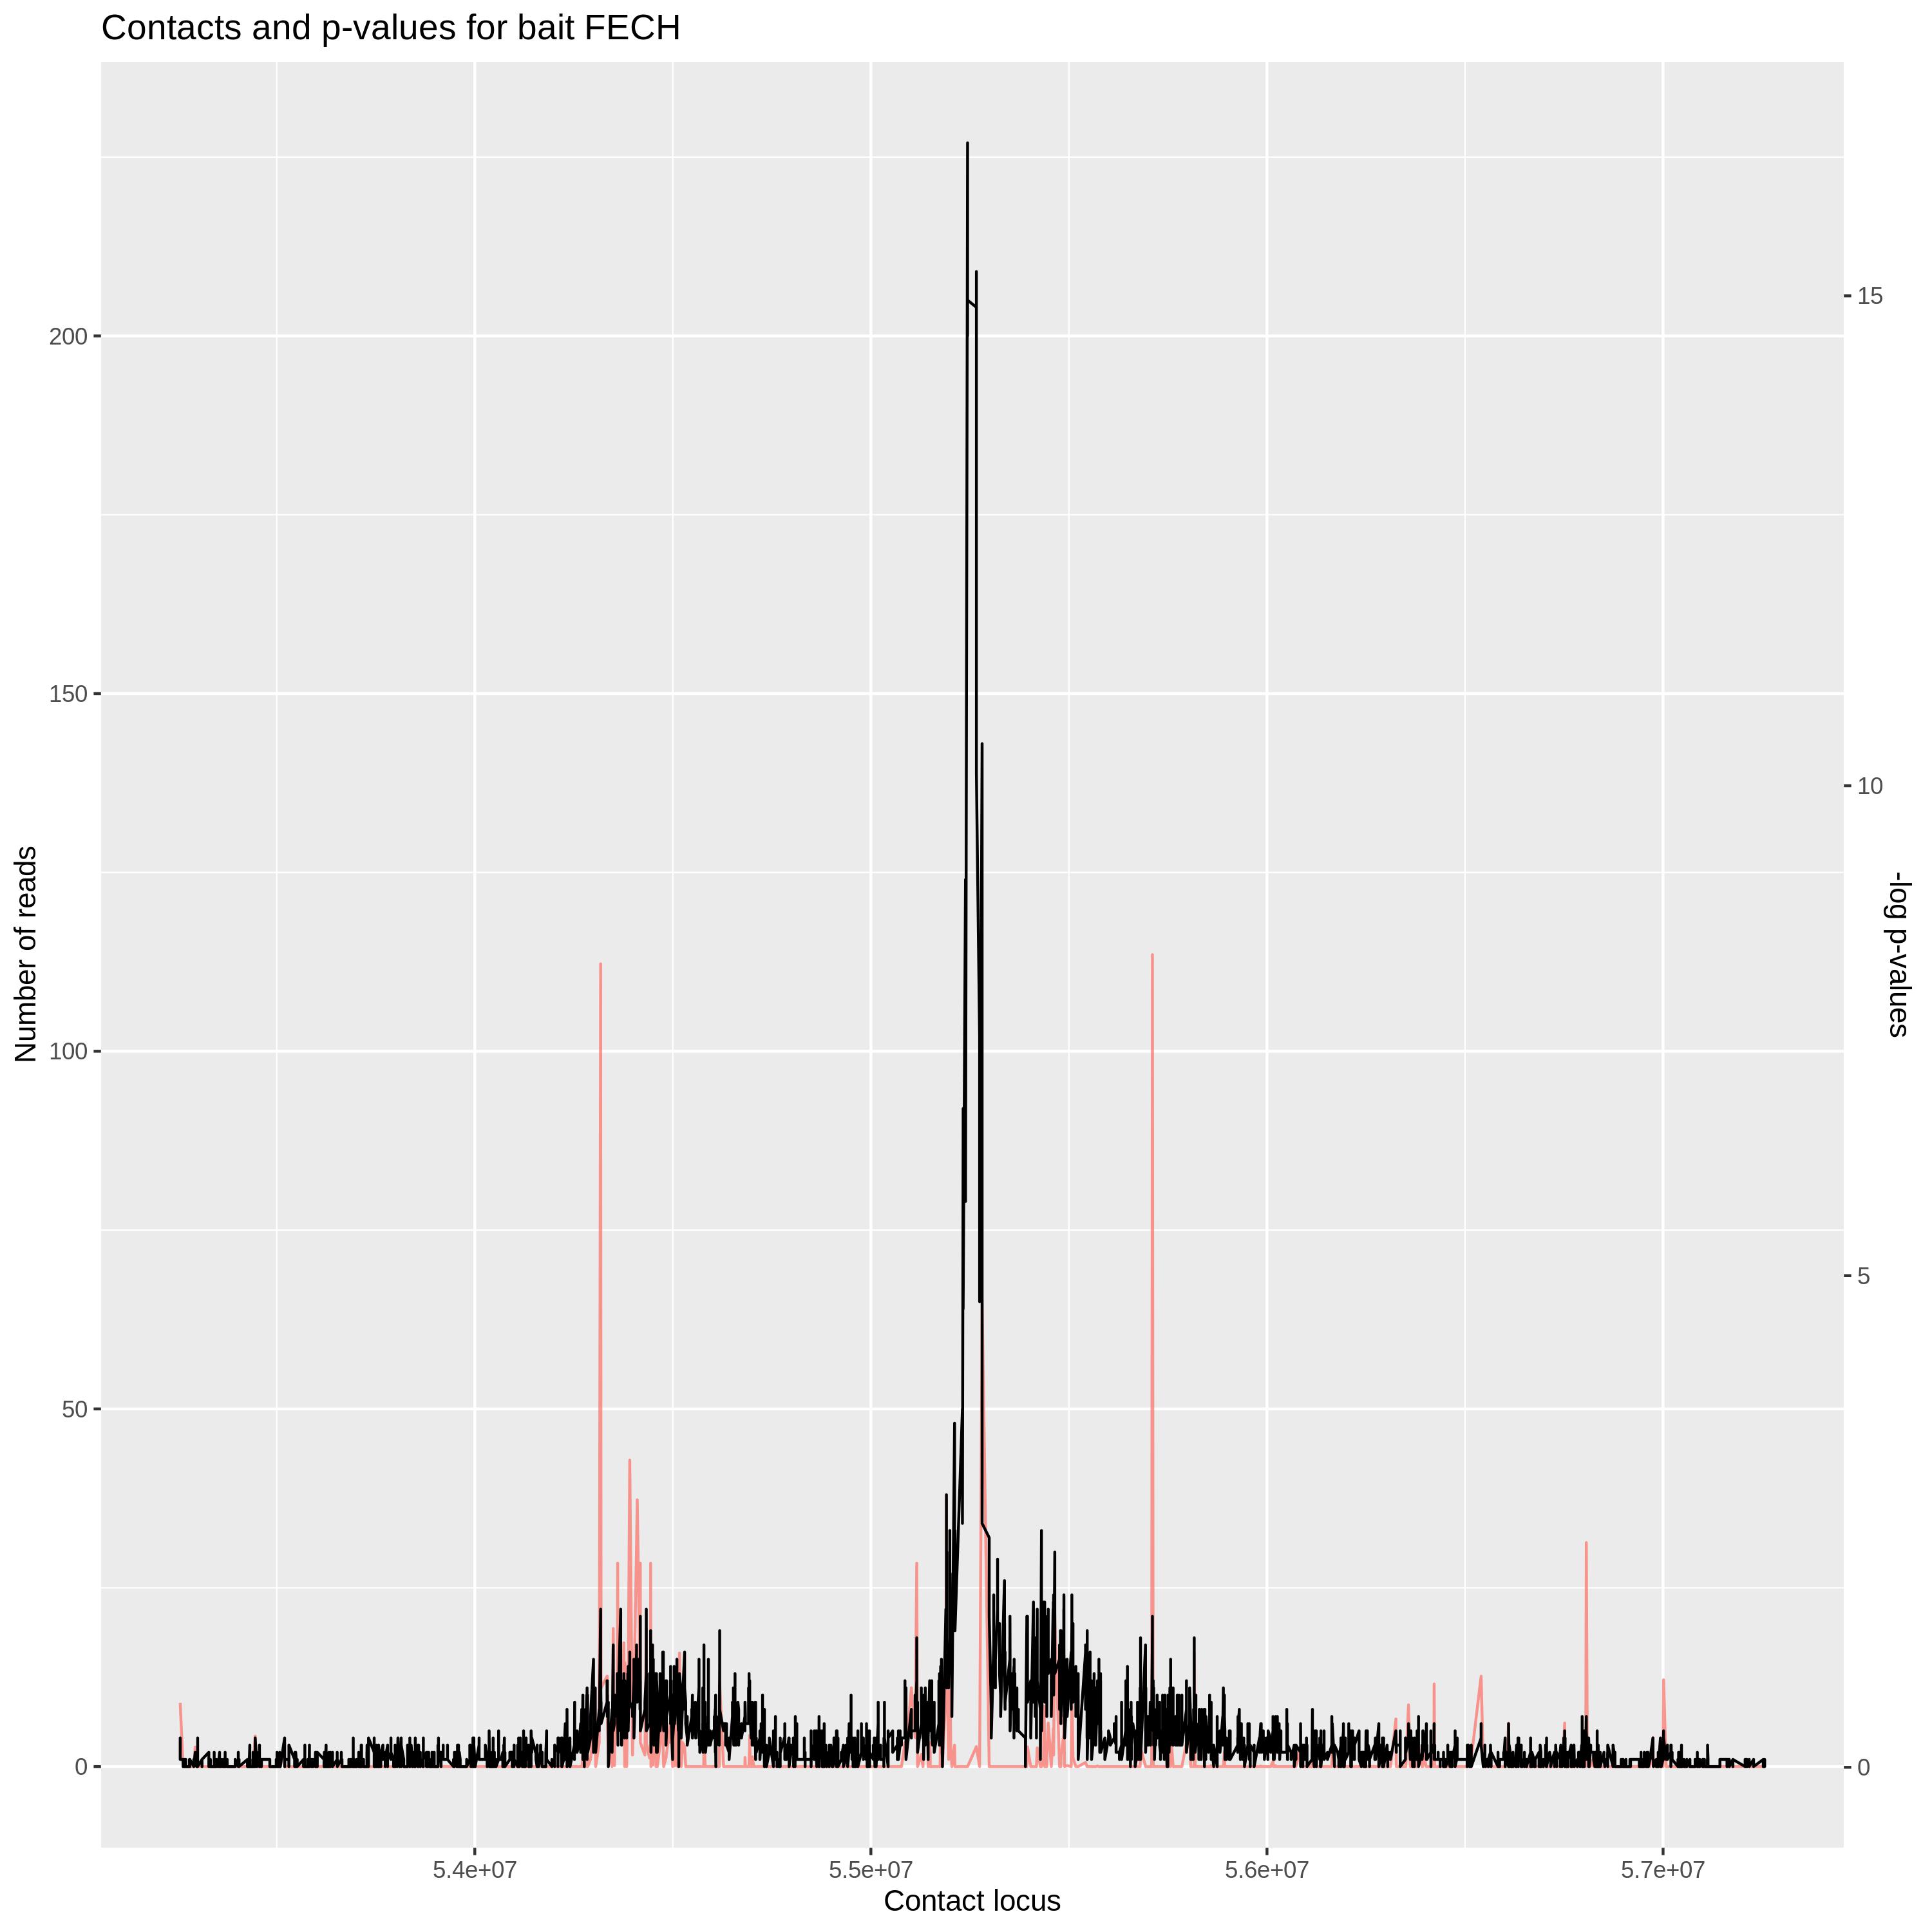 Contacts and p-values for bait FECH
Number of reads
200
150
100
50
0
15
10
5
0
-log p-values
5.4e+07
5.5e+07
5.6e+07
5.7e+07
Contact locus